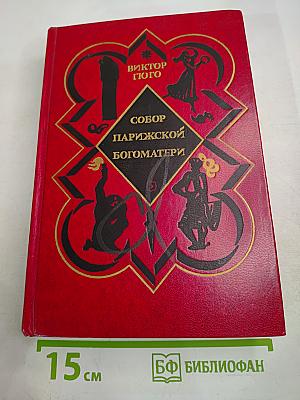 ВИКТОР
ГЮГО
СОБОР
ПАРИЖСКОЙ
БОГОМАТЕРИ
15 см
БФ БИБЛИОФАН